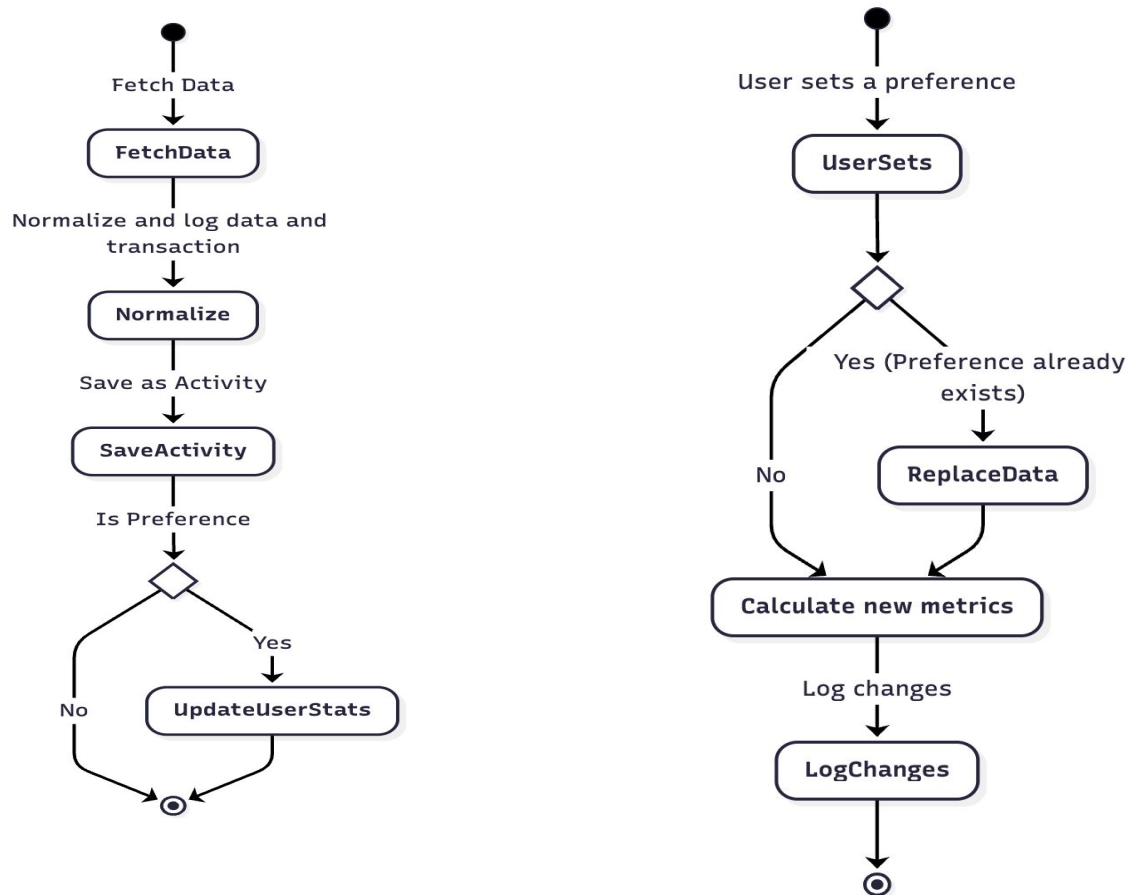 Fetch Data
FetchData
Normalize and log data and
transaction
Normalize
Save as Activity
SaveActivity
Is Preference
Yes
No
UpdateUserStats
User sets a preference
UserSets
Yes (Preference already
exists)
No
ReplaceData
Calculate new metrics
Log changes
LogChanges